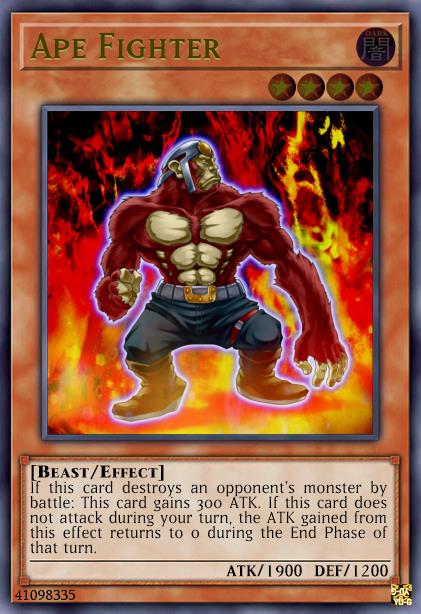 Ape Fighter
DARK
闇
[Beast/Effect]
If this card destroys an opponent's monster by
battle: This card gains 300 ATK. If this card does
not attack during your turn, the ATK gained from
this effect returns to 0 during the End Phase of
that turn.
ATK/1900 DEF/1200
41098335